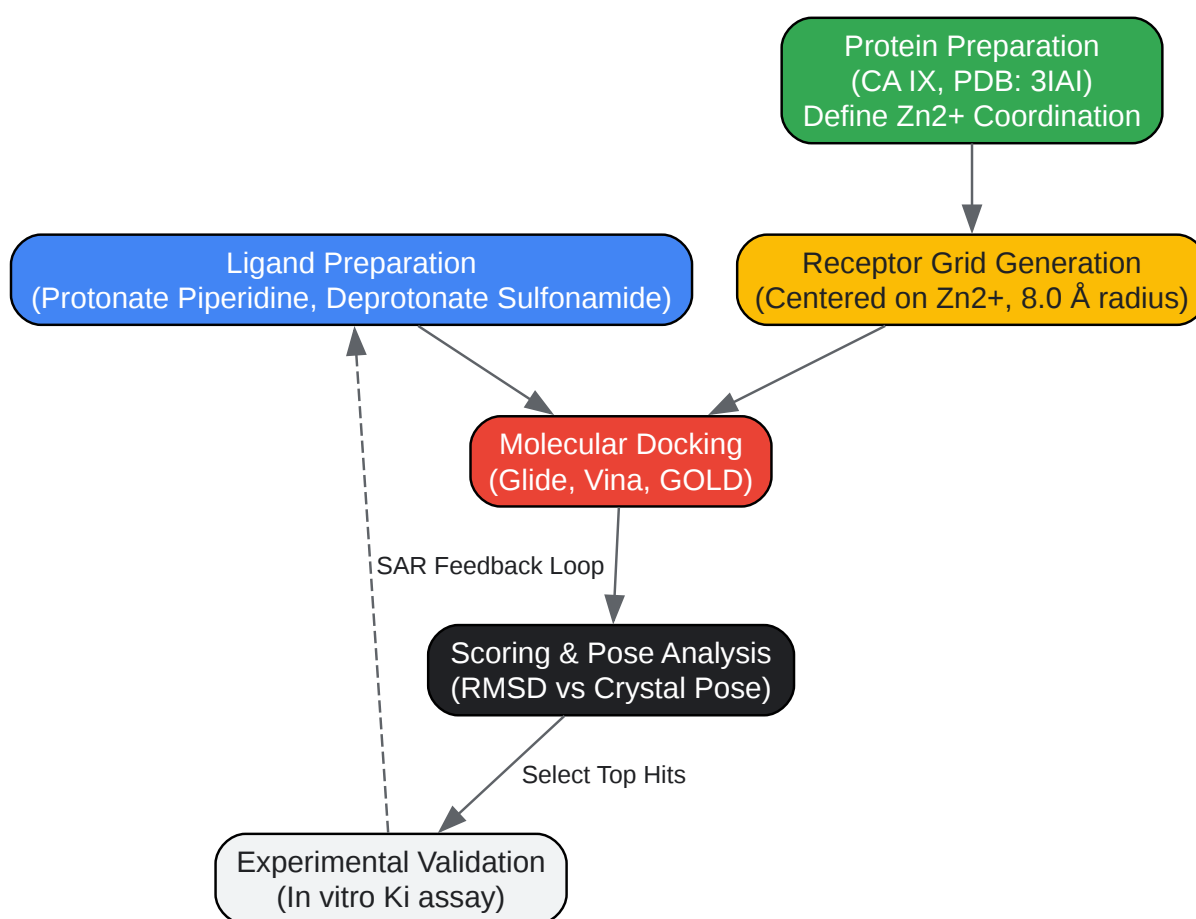 Protein Preparation
(CA IX, PDB: 3IAI)
Define Zn2+ Coordination
Ligand Preparation
(Protonate Piperidine, Deprotonate Sulfonamide)
Receptor Grid Generation
(Centered on Zn2+, 8.0 Å radius)
Molecular Docking
(Glide, Vina, GOLD)
SAR Feedback Loop
Scoring & Pose Analysis
(RMSD vs Crystal Pose)
Select Top Hits
Experimental Validation
(In vitro Ki assay)